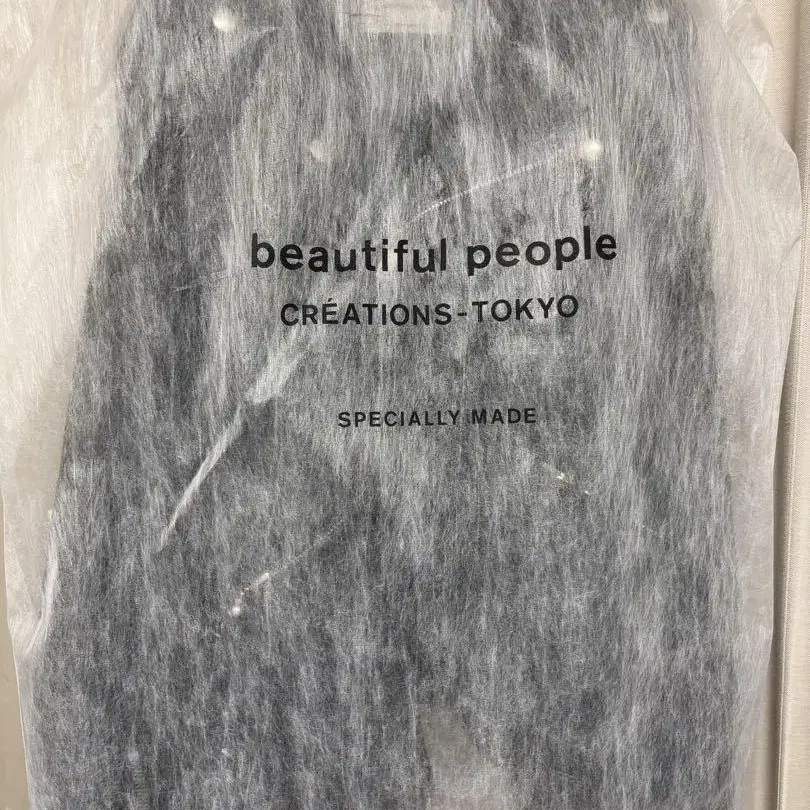 beautiful people
CRÉATIONS-TOKYO
SPECIALLY MADE